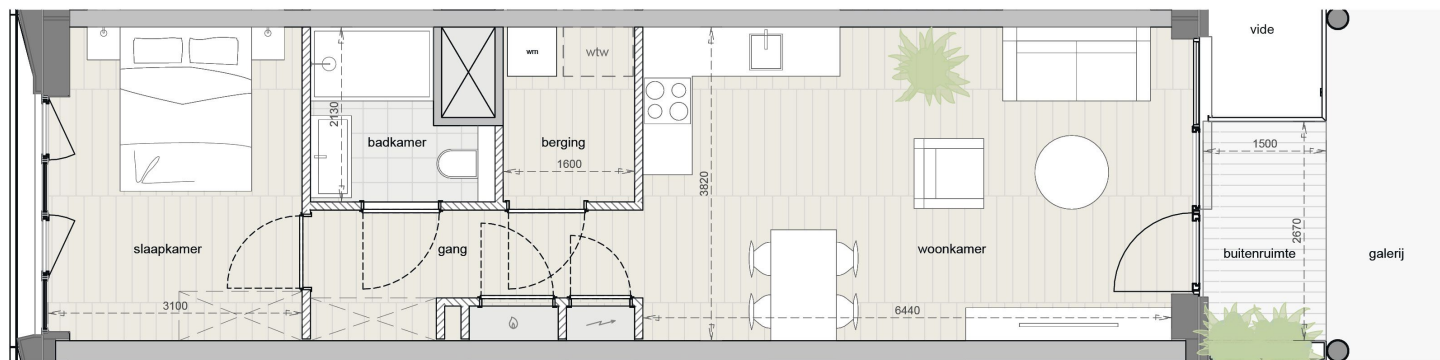 vide
wm
wtw
2130
badkamer
berging
1600
3820
1500
2670
slaapkamer
gang
woonkamer
buitenruimte
galerij
3100
6440